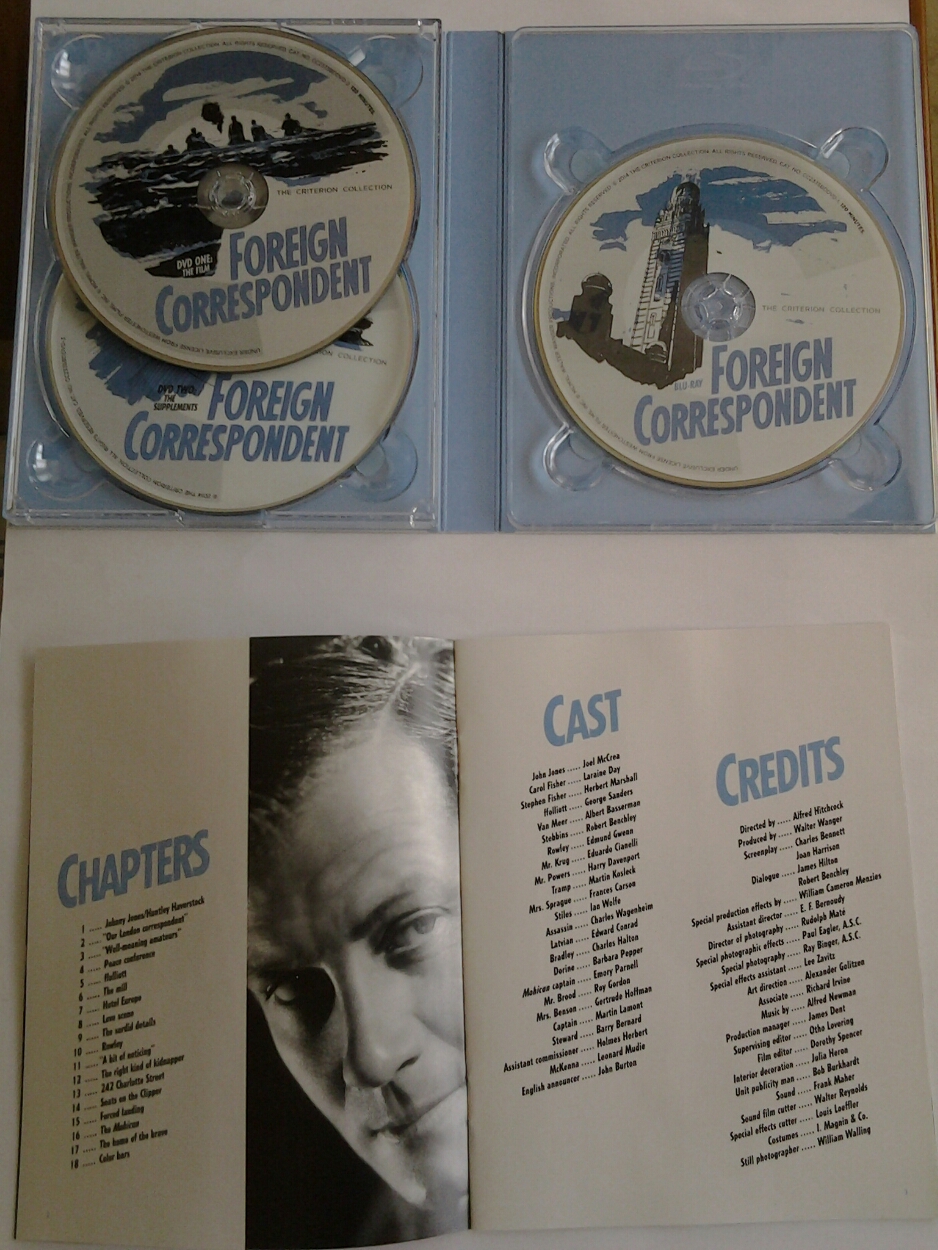 THE CRITERION COLLECTION
DVD ONE:
THE FILM
FOREIGN
CORRESPONDENT
COLLECTION
DVD TWO:
THE
SUPPLEMENTS
FOREIGN
CORRESPONDENT
© 2014 THE CRITERION COLLECTION. ALL RIGHTS RESERVED.
THE CRITERION COLLECTION
BLU-RAY
FOREIGN
CORRESPONDENT
CHAPTERS
1 ..... Johnny Jones/Huntley Haverstock
2 ..... "Our London correspondent"
3 ..... "Well-meaning amateurs"
4 ..... Peace conference
5 ..... ffolliott
6 ..... The mill
7 ..... Hotel Europe
8 ..... Love scene
9 ..... The sordid details
10 ..... Rowley
11 ..... "A bit of noticing"
12 ..... The right kind of kidnapper
13 ..... 242 Charlotte Street
14 ..... Seats on the Clipper
15 ..... Forced landing
16 ..... The Mohican
17 ..... The home of the brave
18 ..... Color bars
CAST
John Jones ..... Joel McCrea
Carol Fisher ..... Laraine Day
Stephen Fisher ..... Herbert Marshall
ffolliott ..... George Sanders
Van Meer ..... Albert Basserman
Stebbins ..... Robert Benchley
Rowley ..... Edmund Gwenn
Mr. Krug ..... Eduardo Cianelli
Mr. Powers ..... Harry Davenport
Tramp ..... Martin Kosleck
Mrs. Sprague ..... Frances Carson
Stiles ..... Ian Wolfe
Assassin ..... Charles Wagenheim
Latvian ..... Edward Conrad
Bradley ..... Charles Halton
Dorine ..... Barbara Pepper
Mohican captain ..... Emory Parnell
Mr. Brood ..... Roy Gordon
Mrs. Benson ..... Gertrude Hoffman
Captain ..... Martin Lamont
Steward ..... Barry Bernard
Assistant commissioner ..... Holmes Herbert
McKenna ..... Leonard Mudie
English announcer ..... John Burton
CREDITS
Directed by ..... Alfred Hitchcock
Produced by ..... Walter Wanger
Screenplay ..... Charles Bennett
Joan Harrison
Dialogue ..... James Hilton
Robert Benchley
Special production effects by ..... William Cameron Menzies
Assistant director ..... E. F. Bernoudy
Director of photography ..... Rudolph Maté
Special photographic effects ..... Paul Eagler, A.S.C.
Special photography ..... Ray Binger, A.S.C.
Special effects assistant ..... Lee Zavitz
Art direction ..... Alexander Golitzen
Associate ..... Richard Irvine
Music by ..... Alfred Newman
Production manager ..... James Dent
Supervising editor ..... Otho Lovering
Film editor ..... Dorothy Spencer
Interior decoration ..... Julia Heron
Unit publicity man ..... Bob Burkhardt
Sound ..... Frank Maher
Sound film cutter ..... Walter Reynolds
Special effects cutter ..... Louis Loeffler
Costumes ..... I. Magnin & Co.
Still photographer ..... William Walling